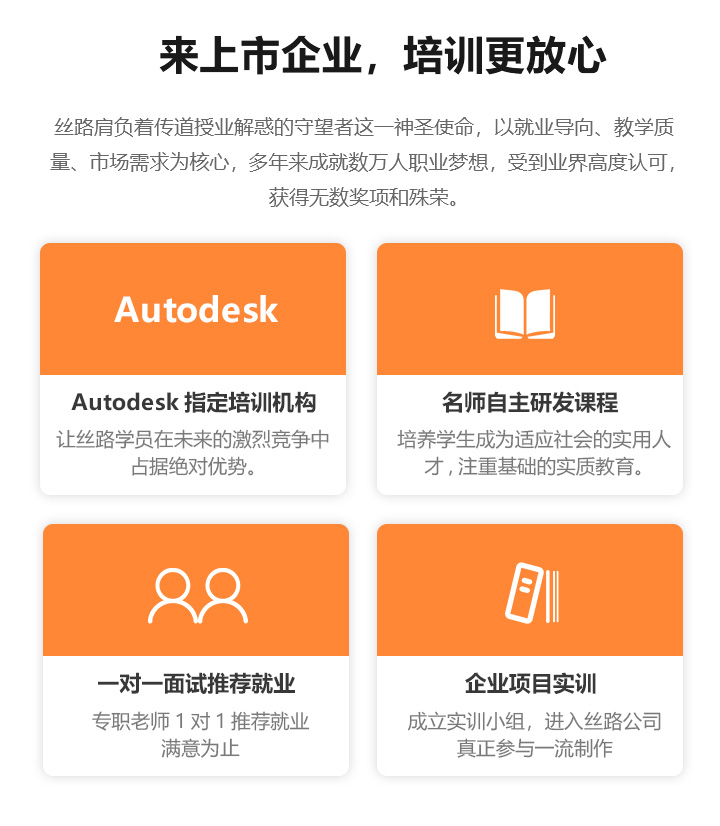 来上市企业，培训更放心
丝路肩负着传道授业解惑的守望者这一神圣使命，以就业导向、教学质
量、市场需求为核心，多年来成就数万人职业梦想，受到业界高度认可，
获得无数奖项和殊荣。
Autodesk
Autodesk 指定培训机构
让丝路学员在未来的激烈竞争中
占据绝对优势。
名师自主研发课程
培养学生成为适应社会的实用人
才 , 注重基础的实质教育。
一对一面试推荐就业
专职老师 1 对 1 推荐就业
满意为止
企业项目实训
成立实训小组，进入丝路公司
真正参与一流制作